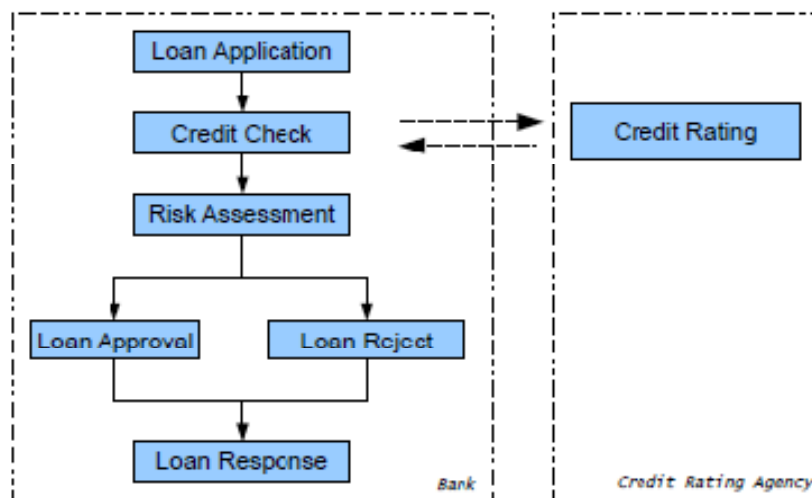 Loan Application
Credit Check
Credit Rating
Risk Assessment
Loan Approval
Loan Reject
Loan Response
Bank
Credit Rating Agency